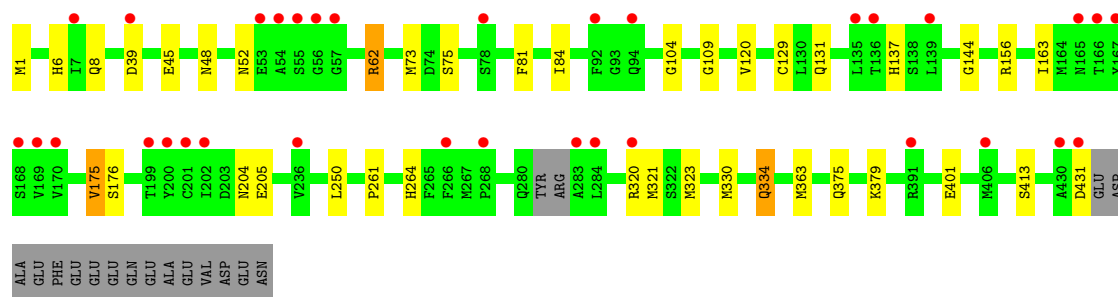 M1 H6 I7 Q8 D39 E45 N48 N52 E53 A54 S55 G56 G57 R62 M73 D74 S75 S78 F81 I84 F92 G93 Q94 G104 G109 V120 C129 L130 Q131 L135 T136 H137 S138 L139 G144 R156 I163 M164 N165 T166
S168 V169 V170 V175 S176 T199 Y200 C201 I202 D203 N204 E205 V236 L250 P261 H264 F265 F266 M267 P268 Q280 TYR ARG A283 L284 R320 M321 S322 M323 M330 Q334 M363 Q375 K379 R391 E401 M406 S413 A430 D431 GLU ASP
ALA GLU PHE GLU GLU GLU GLN GLU ALA GLU VAL ASP GLU ASN